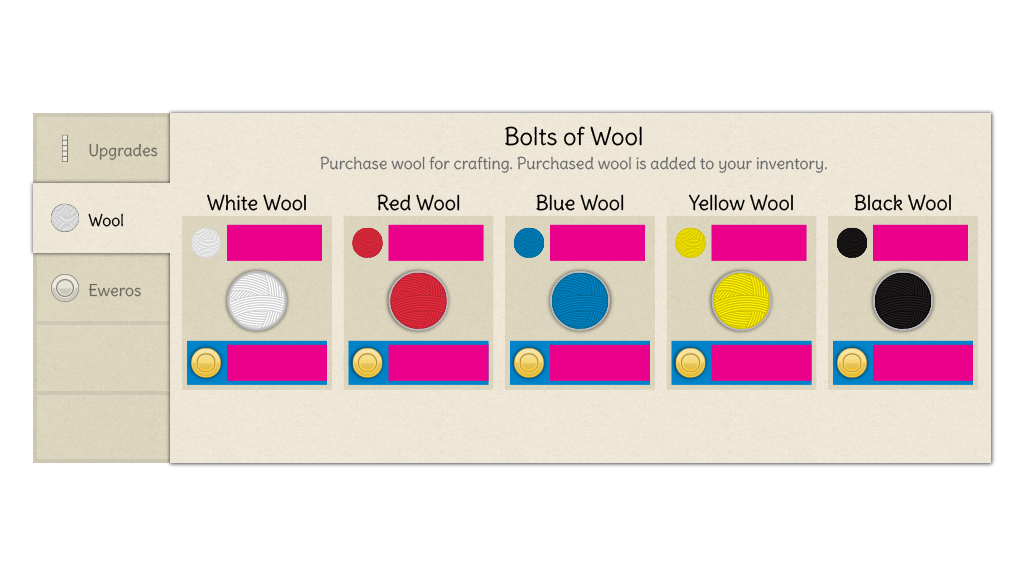 Bolts of Wool
Purchase wool for crafting. Purchased wool is added to your inventory.
Upgrades
Wool
Eweros
White Wool
Red Wool
Blue Wool
Yellow Wool
Black Wool